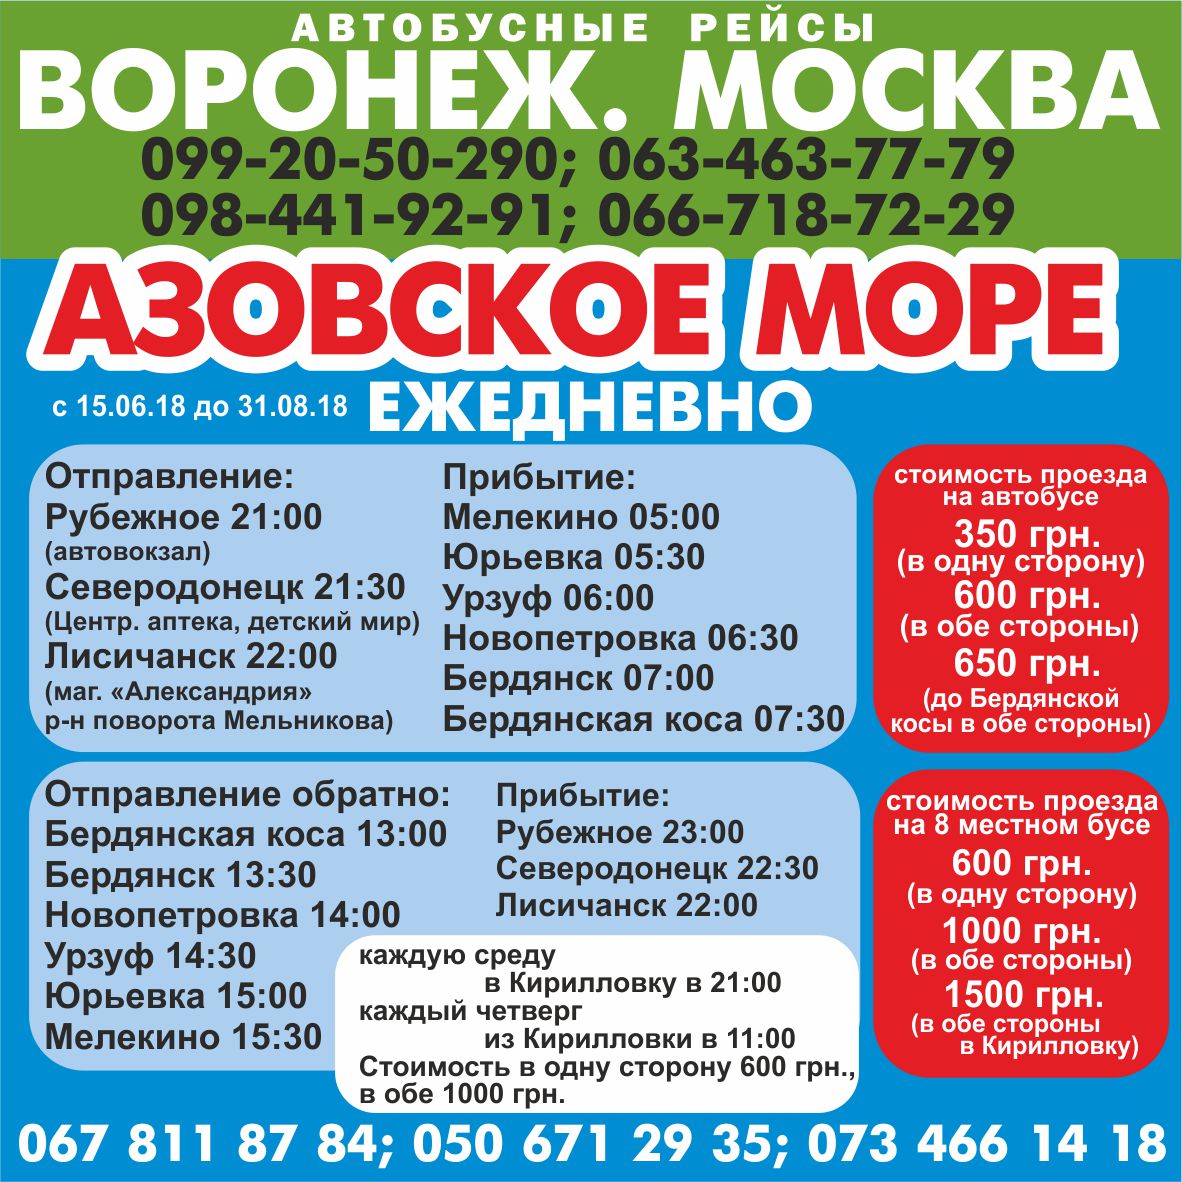 АВТОБУСНЫЕ РЕЙСЫ
ВОРОНЕЖ. МОСКВА
099-20-50-290; 063-463-77-79
098-441-92-91; 066-718-72-29
АЗОВСКОЕ МОРЕ
с 15.06.18 до 31.08.18 ЕЖЕДНЕВНО
Отправление:
Рубежное 21:00
(автовокзал)
Северодонецк 21:30
(Центр. аптека, детский мир)
Лисичанск 22:00
(маг. «Александрия»
р-н поворота Мельникова)
Прибытие:
Мелекино 05:00
Юрьевка 05:30
Урзуф 06:00
Новопетровка 06:30
Бердянск 07:00
Бердянская коса 07:30
стоимость проезда
на автобусе
350 грн.
(в одну сторону)
600 грн.
(в обе стороны)
650 грн.
(до Бердянской
косы в обе стороны)
Отправление обратно:
Бердянская коса 13:00
Бердянск 13:30
Новопетровка 14:00
Урзуф 14:30
Юрьевка 15:00
Мелекино 15:30
Прибытие:
Рубежное 23:00
Северодонецк 22:30
Лисичанск 22:00
каждую среду
в Кирилловку в 21:00
каждый четверг
из Кирилловки в 11:00
Стоимость в одну сторону 600 грн.,
в обе 1000 грн.
стоимость проезда
на 8 местном бусе
600 грн.
(в одну сторону)
1000 грн.
(в обе стороны)
1500 грн.
(в обе стороны
в Кирилловку)
067 811 87 84; 050 671 29 35; 073 466 14 18